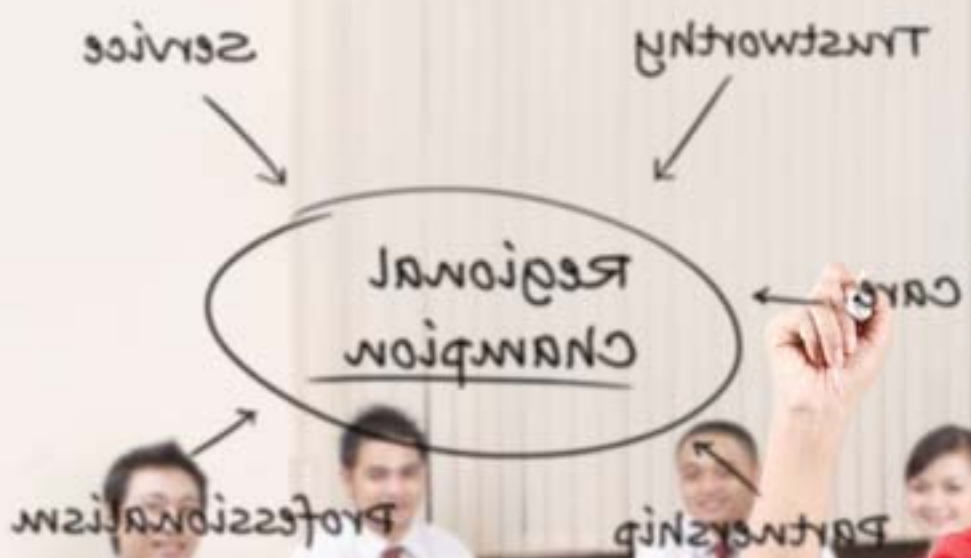 Service
Trustworthy
Regional
Champion
Care
Professionalism
Partnership